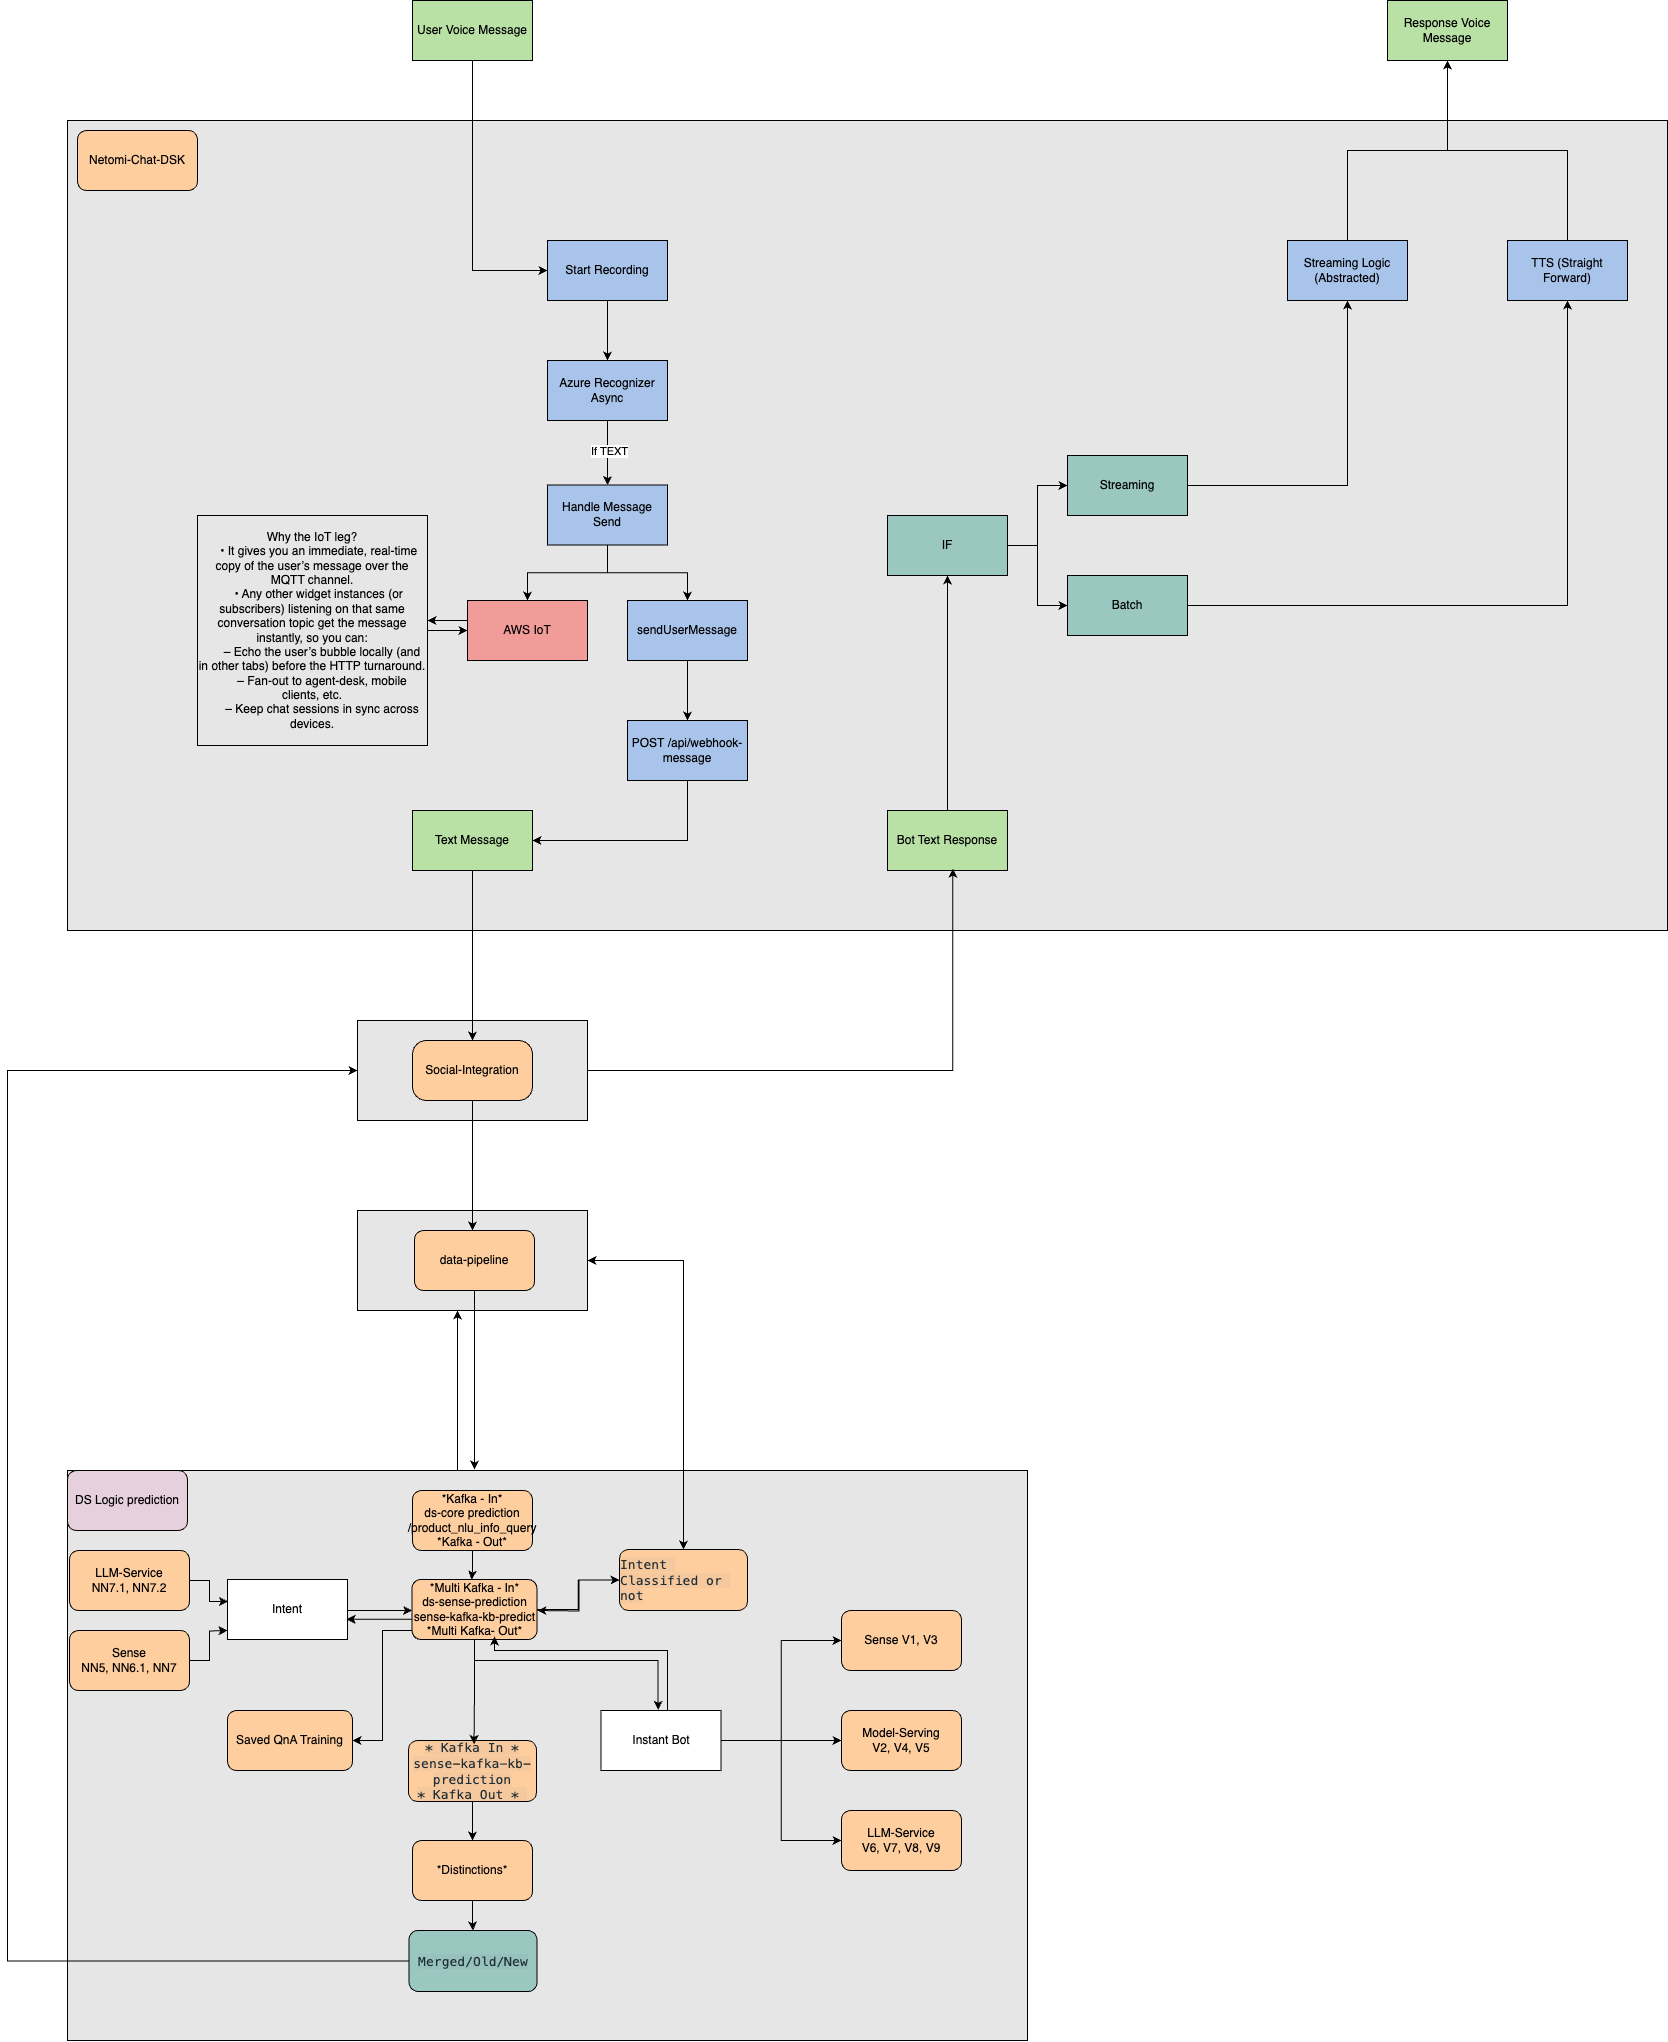 User Voice Message
Response Voice
Message
Netomi-Chat-DSK
Start Recording
Streaming Logic
(Abstracted)
TTS (Straight
Forward)
Azure Recognizer
Async
If TEXT
Handle Message
Send
Streaming
IF
Batch
Why the IoT leg?
• It gives you an immediate, real-time
copy of the user's message over the
MQTT channel.
• Any other widget instances (or
subscribers) listening on that same
conversation topic get the message
instantly, so you can:
– Echo the user's bubble locally (and
in other tabs) before the HTTP turnaround.
– Fan-out to agent-desk, mobile
clients, etc.
– Keep chat sessions in sync across
devices.
AWS IoT
sendUserMessage
POST /api/webhook-
message
Text Message
Bot Text Response
Social-Integration
data-pipeline
DS Logic prediction
*Kafka - In*
ds-core prediction
/product_nlu_info_query
*Kafka - Out*
LLM-Service
NN7.1, NN7.2
Intent
Classified or
not
Intent
*Multi Kafka - In*
ds-sense-prediction
sense-kafka-kb-predict
*Multi Kafka- Out*
Sense
NN5, NN6.1, NN7
Sense V1, V3
Saved QnA Training
* Kafka In *
sense-kafka-kb-
prediction
* Kafka Out *
Instant Bot
Model-Serving
V2, V4, V5
LLM-Service
V6, V7, V8, V9
*Distinctions*
Merged/Old/New